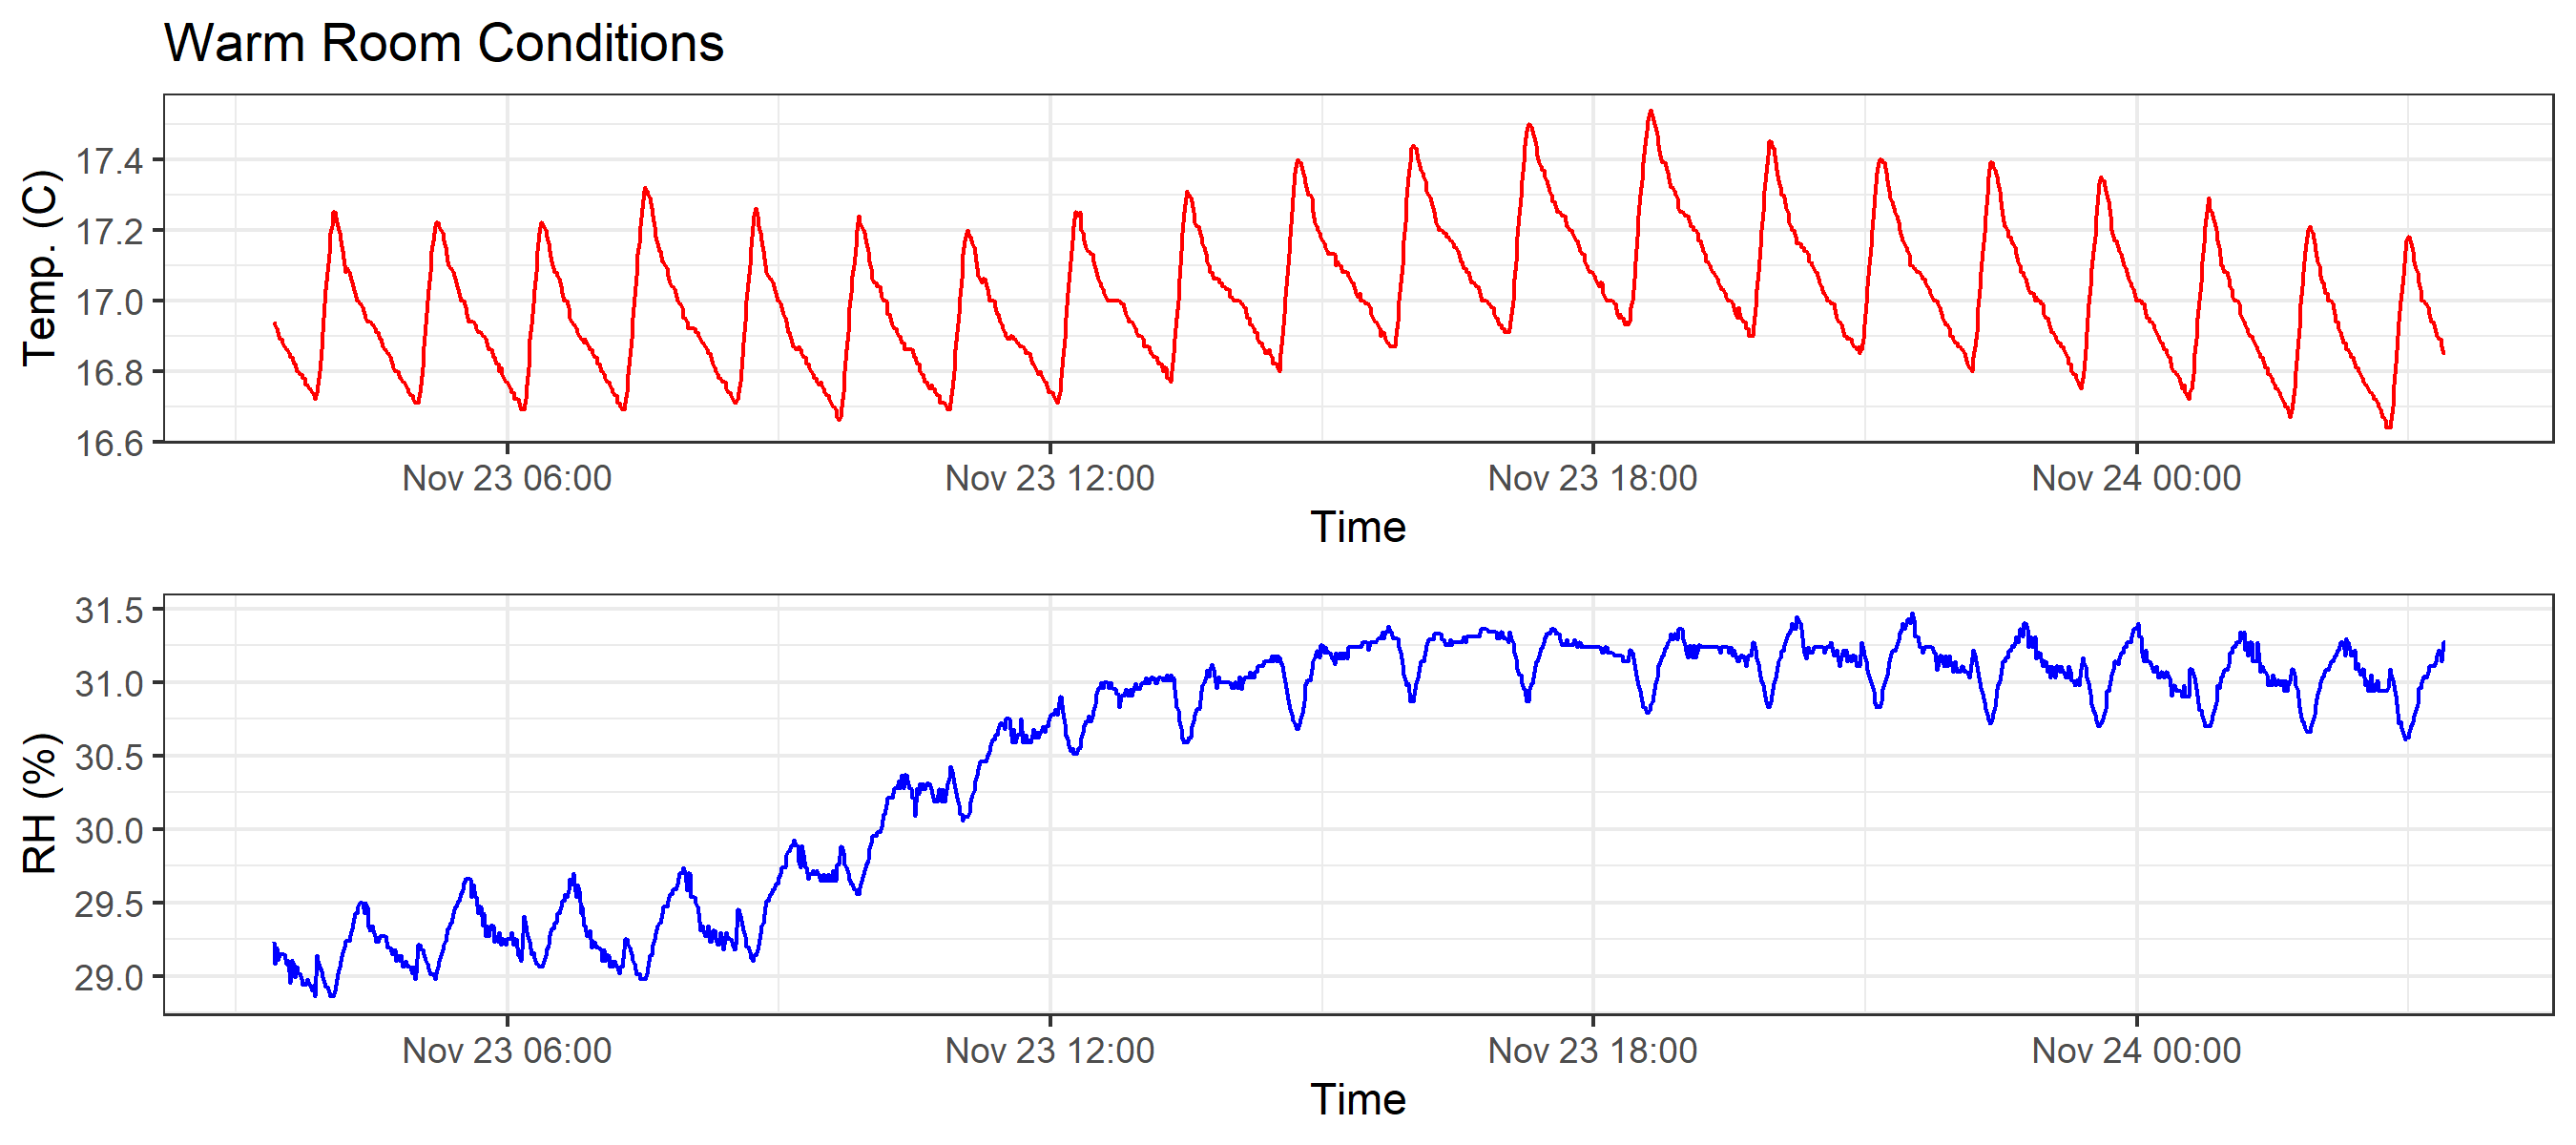 Warm Room Conditions
Temp. (C)
17.4
17.2
17.0
16.8
16.6
Nov 23 06:00 Nov 23 12:00 Nov 23 18:00 Nov 24 00:00
Time
RH (%)
31.5
31.0
30.5
30.0
29.5
29.0
Nov 23 06:00 Nov 23 12:00 Nov 23 18:00 Nov 24 00:00
Time